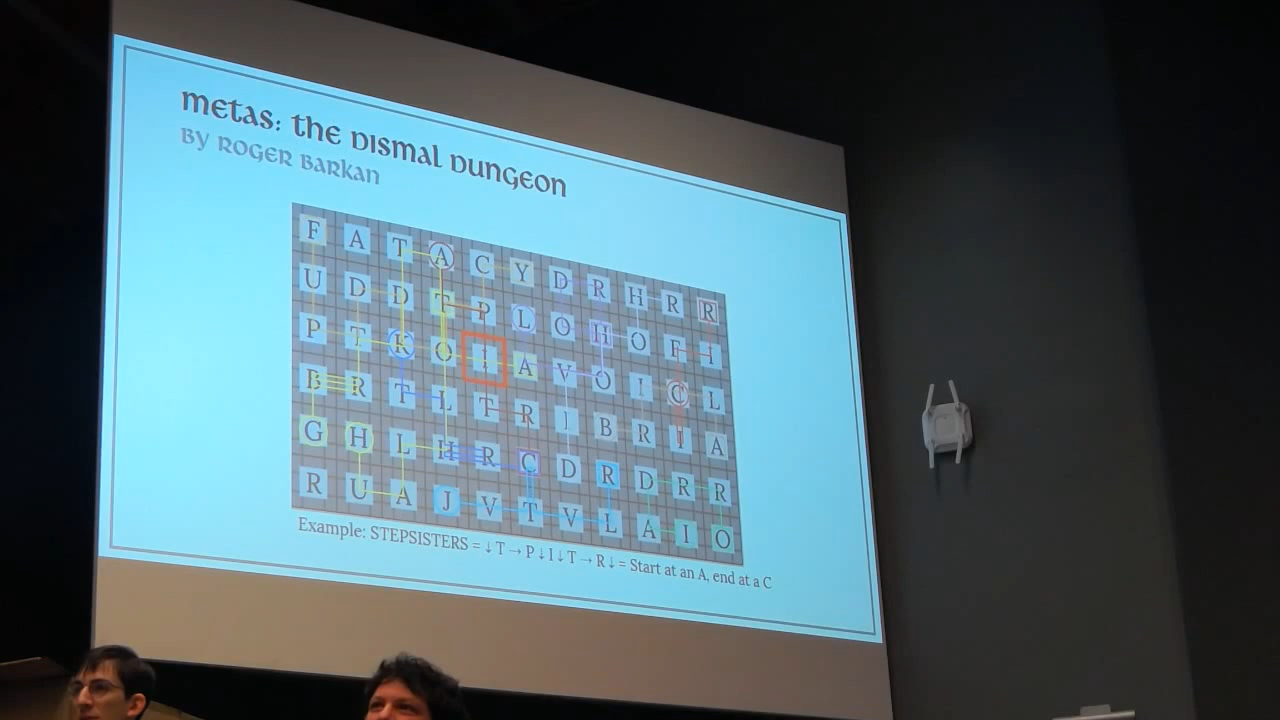 METAS: THE DISMAL DUNGEON
BY ROGER BARKAN
F A T A C Y D R H R R
U D D T P L O H O F I
P T K O I A V O I C L
B R T L T R I B R I A
G H L H R C D R D R R
R U A J V T V L A I O
Example: STEPSISTERS = ↓ T → P ↓ I ↓ T → R ↓ = Start at an A, end at a C